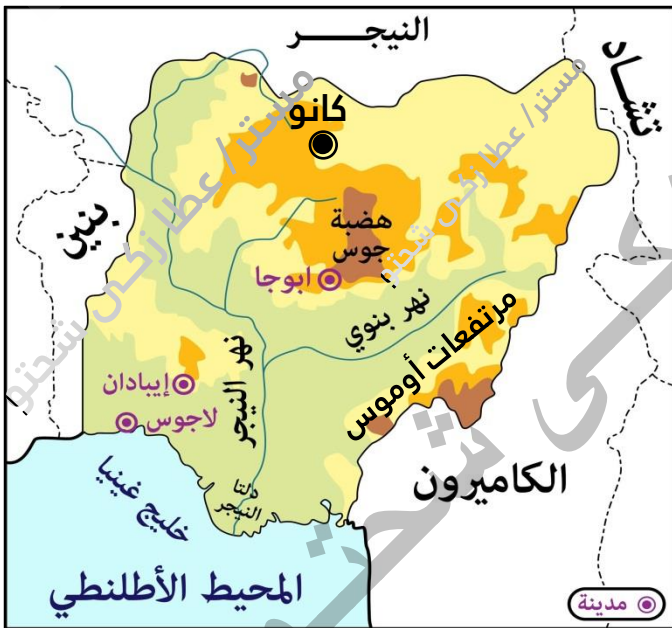 النيجر
تشاد
كانو
بنين
هضبة
جوس
ابوجا
نهر بنوي
مرتفعات أوموس
نهر النيجر
إيبادان
لاجوس
دلتا
النيجر
الكاميرون
خليج غينيا
المحيط الأطلنطي
مدينة
مستر/ عطا زكى شحتو
مستر/ عطا زكى شحتو